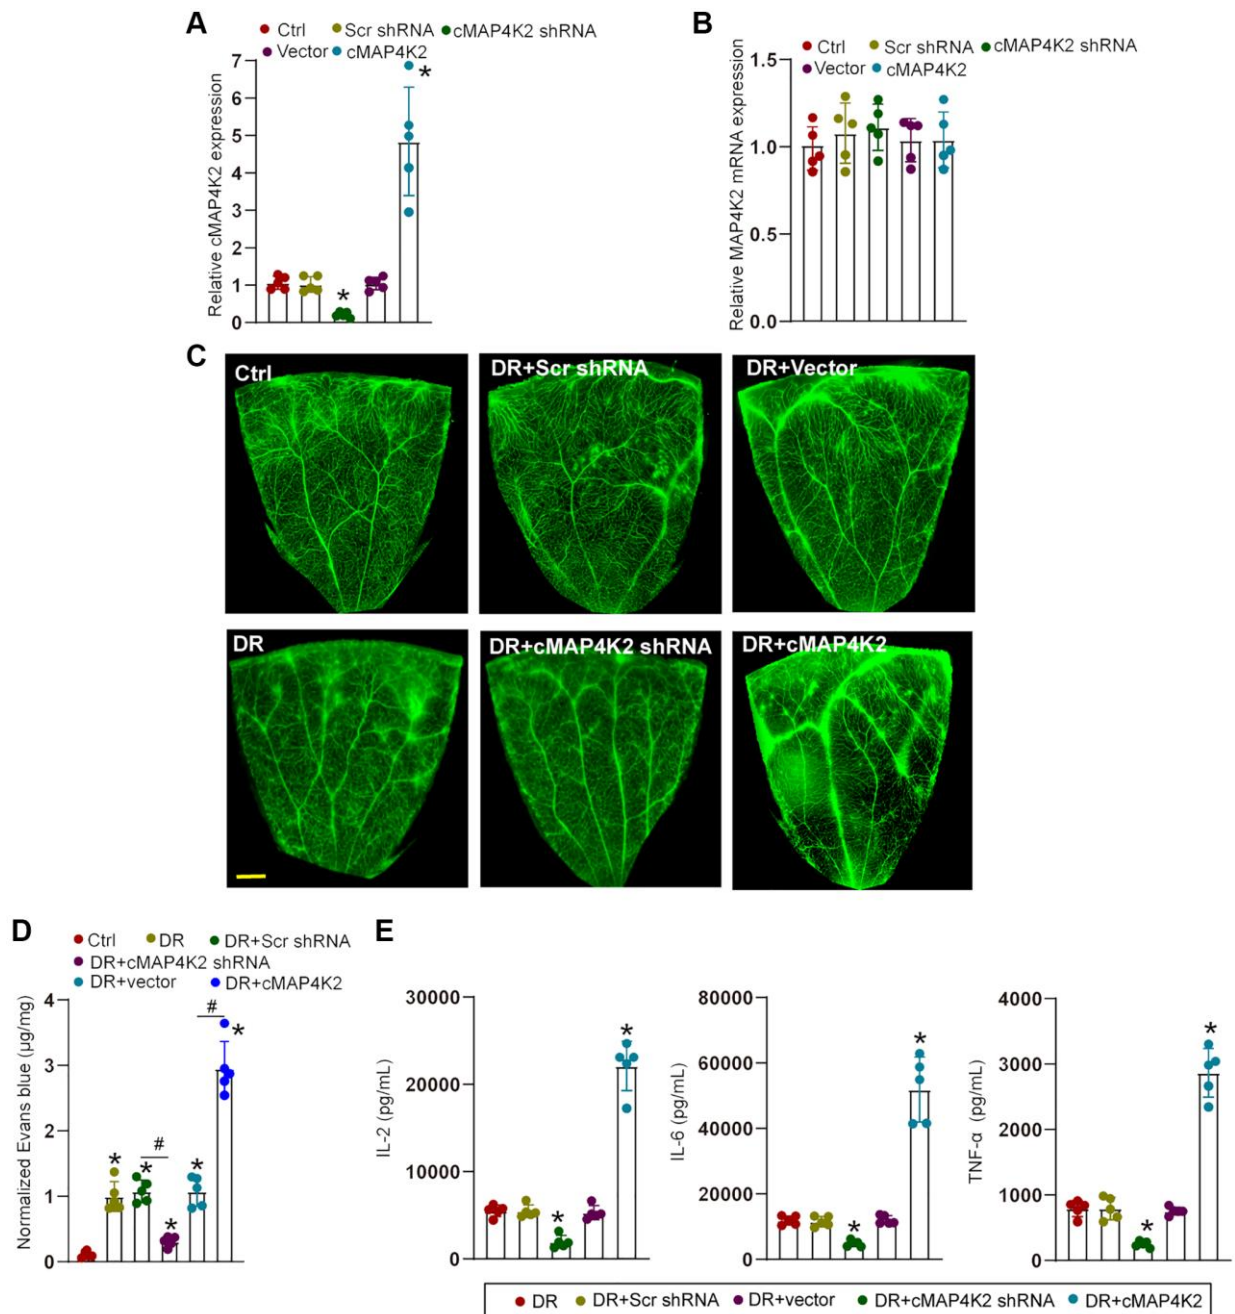 A
Ctrl Scr shRNA cMAP4K2 shRNA
Vector cMAP4K2
Relative cMAP4K2 expression
7
6
5
4
3
2
1
0
*
*
B
Ctrl Scr shRNA cMAP4K2 shRNA
Vector cMAP4K2
Relative MAP4K2 mRNA expression
1.5
1.0
0.5
0.0
C
Ctrl
DR+Scr shRNA
DR+Vector
DR
DR+cMAP4K2 shRNA
DR+cMAP4K2
D
Ctrl DR DR+Scr shRNA
DR+cMAP4K2 shRNA
DR+vector DR+cMAP4K2
Normalized Evans blue (μg/mg)
4
3
2
1
0
* * # * * # *
E
IL-2 (pg/mL)
30000
20000
10000
0
* *
IL-6 (pg/mL)
80000
60000
40000
20000
0
* *
TNF-α (pg/mL)
4000
3000
2000
1000
0
* *
DR DR+Scr shRNA DR+vector DR+cMAP4K2 shRNA DR+cMAP4K2